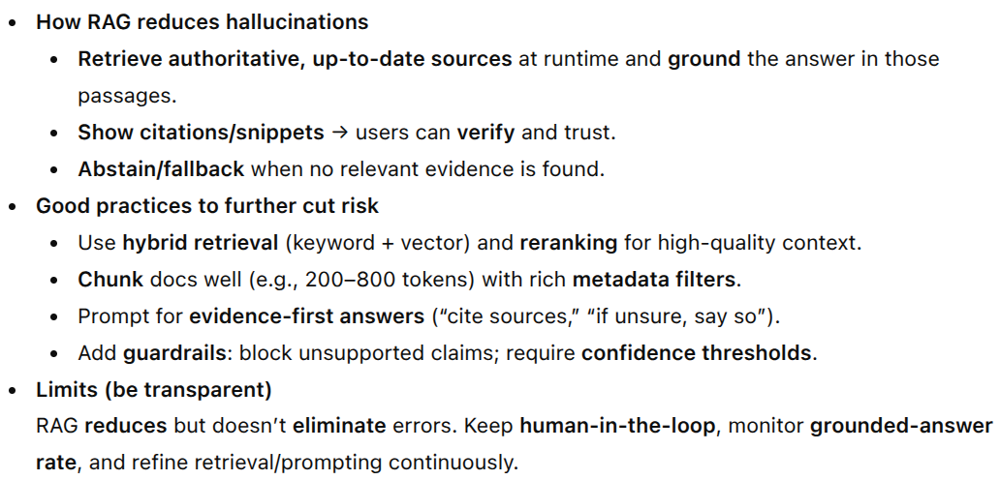 • How RAG reduces hallucinations
• Retrieve authoritative, up-to-date sources at runtime and ground the answer in those
passages.
• Show citations/snippets → users can verify and trust.
• Abstain/fallback when no relevant evidence is found.
• Good practices to further cut risk
• Use hybrid retrieval (keyword + vector) and reranking for high-quality context.
• Chunk docs well (e.g., 200–800 tokens) with rich metadata filters.
• Prompt for evidence-first answers (“cite sources,” “if unsure, say so”).
• Add guardrails: block unsupported claims; require confidence thresholds.
• Limits (be transparent)
RAG reduces but doesn’t eliminate errors. Keep human-in-the-loop, monitor grounded-answer
rate, and refine retrieval/prompting continuously.